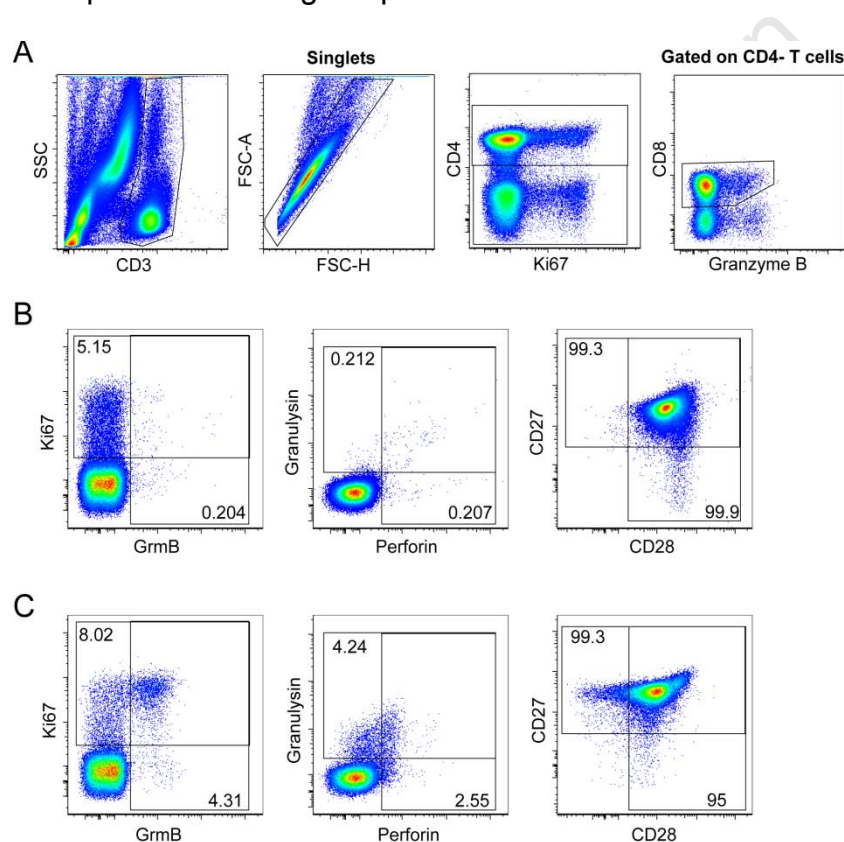 A
Singlets
Gated on CD4- T cells
SSC
CD3
FSC-A
FSC-H
CD4
Ki67
CD8
Granzyme B
B
5.15
Ki67
0.204
GrmB
0.212
Granulysin
0.207
Perforin
99.3
CD27
99.9
CD28
C
8.02
Ki67
4.31
GrmB
4.24
Granulysin
2.55
Perforin
99.3
CD27
95
CD28